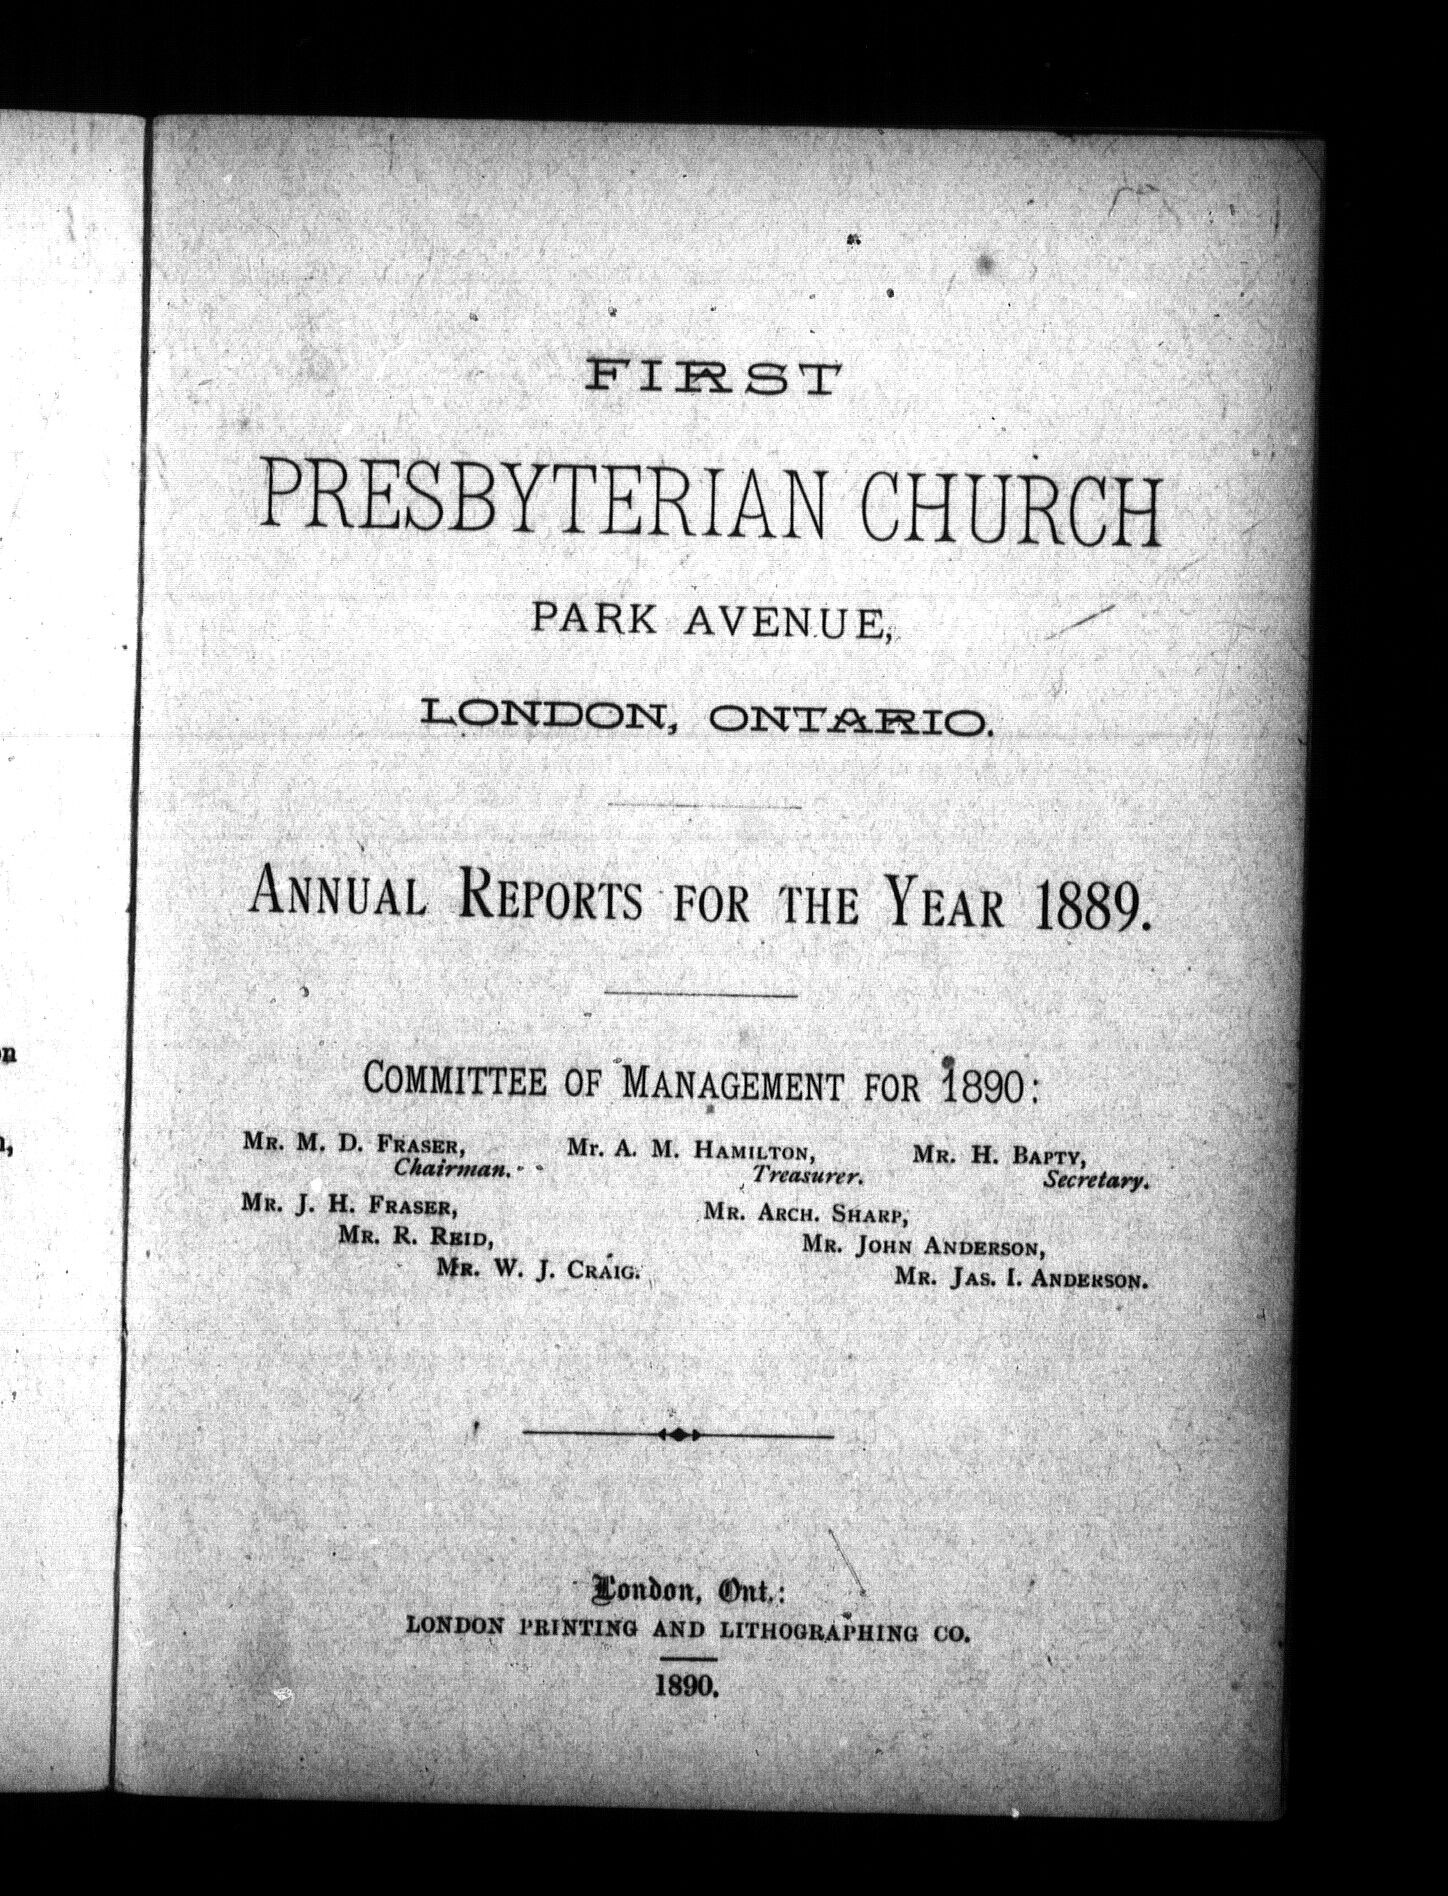 FIRST
PRESBYTERIAN CHURCH
PARK AVENUE,
LONDON, ONTARIO.
ANNUAL REPORTS FOR THE YEAR 1889.
COMMITTEE OF MANAGEMENT FOR 1890:
MR. M. D. FRASER, Mr. A. M. HAMILTON, MR. H. BAPTY,
Chairman. Treasurer. Secretary.
MR. J. H. FRASER, MR. ARCH. SHARP,
MR. R. REID, MR. JOHN ANDERSON,
MR. W. J. CRAIG. MR. JAS. I. ANDERSON.
London, Ont.:
LONDON PRINTING AND LITHOGRAPHING CO.
1890.